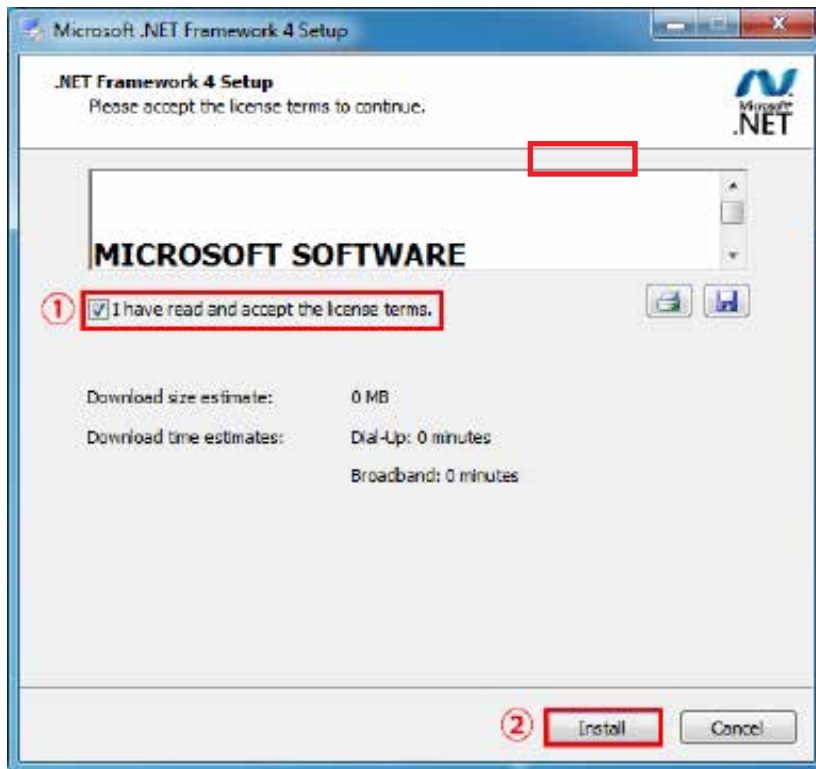 Microsoft .NET Framework 4 Setup
.NET Framework 4 Setup
Please accept the license terms to continue.
Microsoft
.NET
MICROSOFT SOFTWARE
① I have read and accept the license terms.
Download size estimate: 0 MB
Download time estimates: Dial-Up: 0 minutes
Broadband: 0 minutes
② Install Cancel